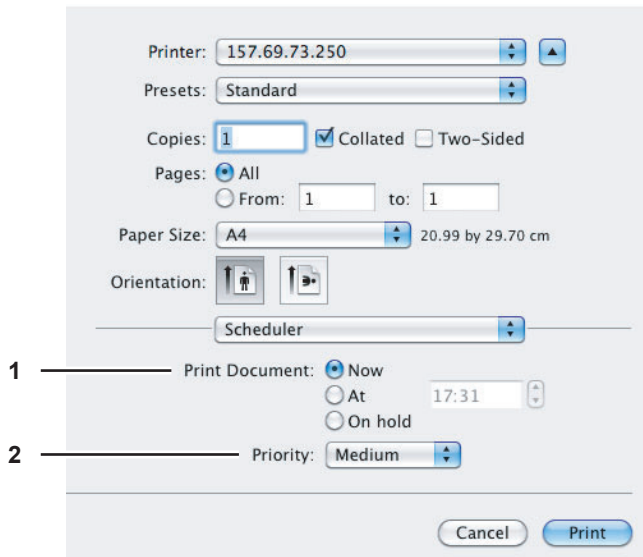 Printer: 157.69.73.250
Presets: Standard
Copies: 1 Collated Two-Sided
Pages: All
From: 1 to: 1
Paper Size: A4 20.99 by 29.70 cm
Orientation:
Scheduler
1 Print Document: Now
At 17:31
On hold
2 Priority: Medium
Cancel Print